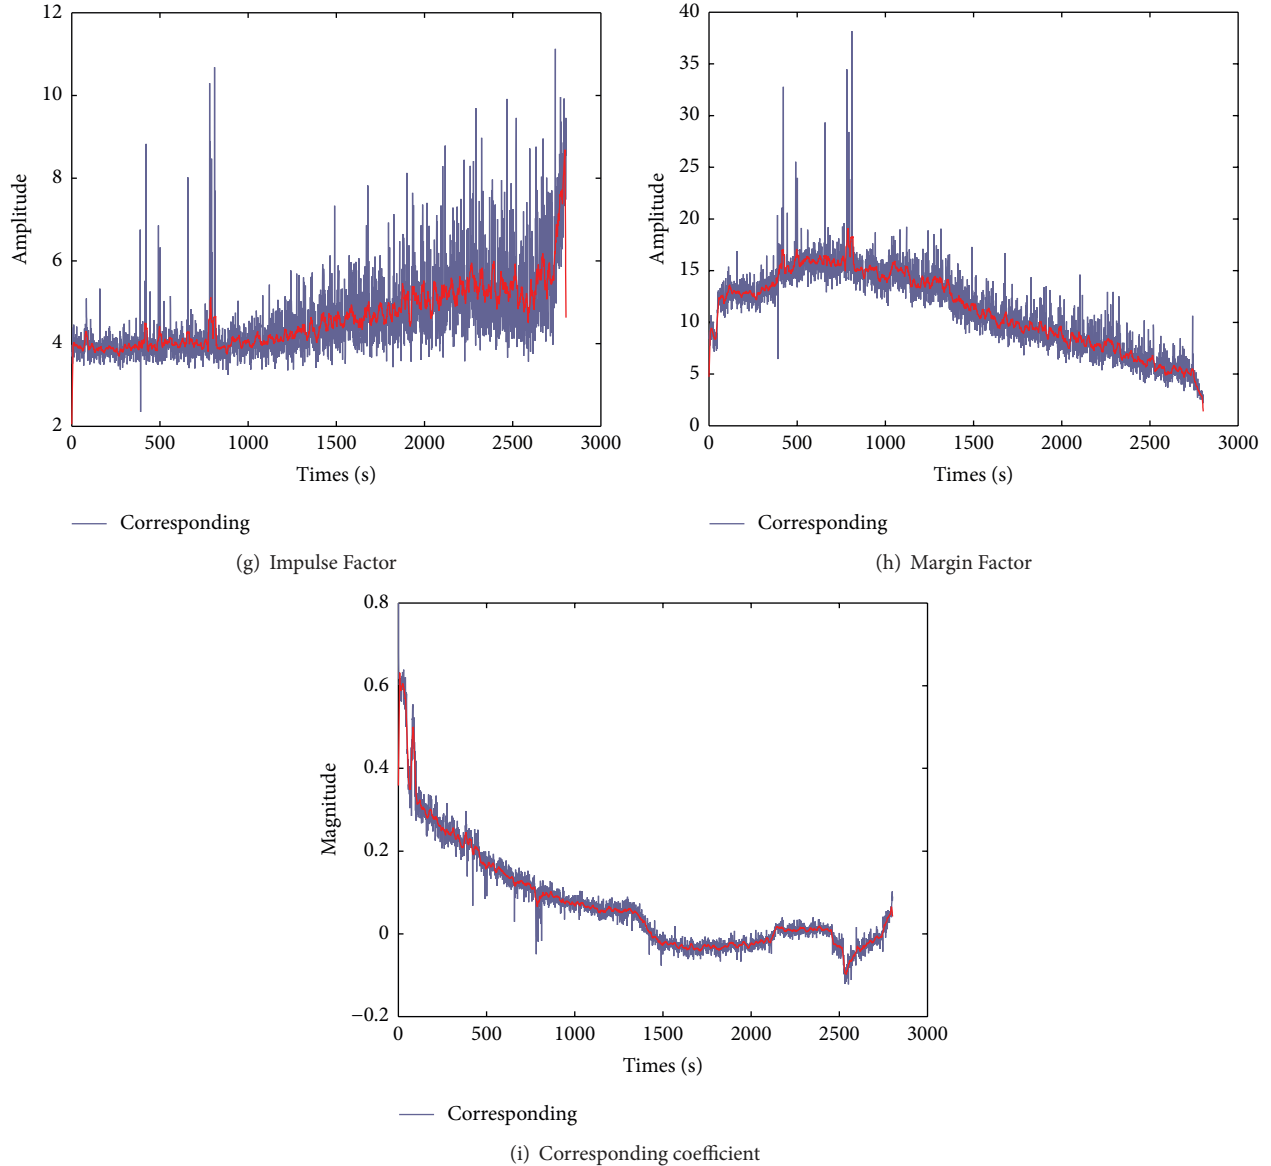 12
10
8
6
4
2
Amplitude
0 500 1000 1500 2000 2500 3000
Times (s)
Corresponding
(g) Impulse Factor
40
35
30
25
20
15
10
5
0
Amplitude
0 500 1000 1500 2000 2500 3000
Times (s)
Corresponding
(h) Margin Factor
0.8
0.6
0.4
0.2
0
−0.2
Magnitude
0 500 1000 1500 2000 2500 3000
Times (s)
Corresponding
(i) Corresponding coefficient